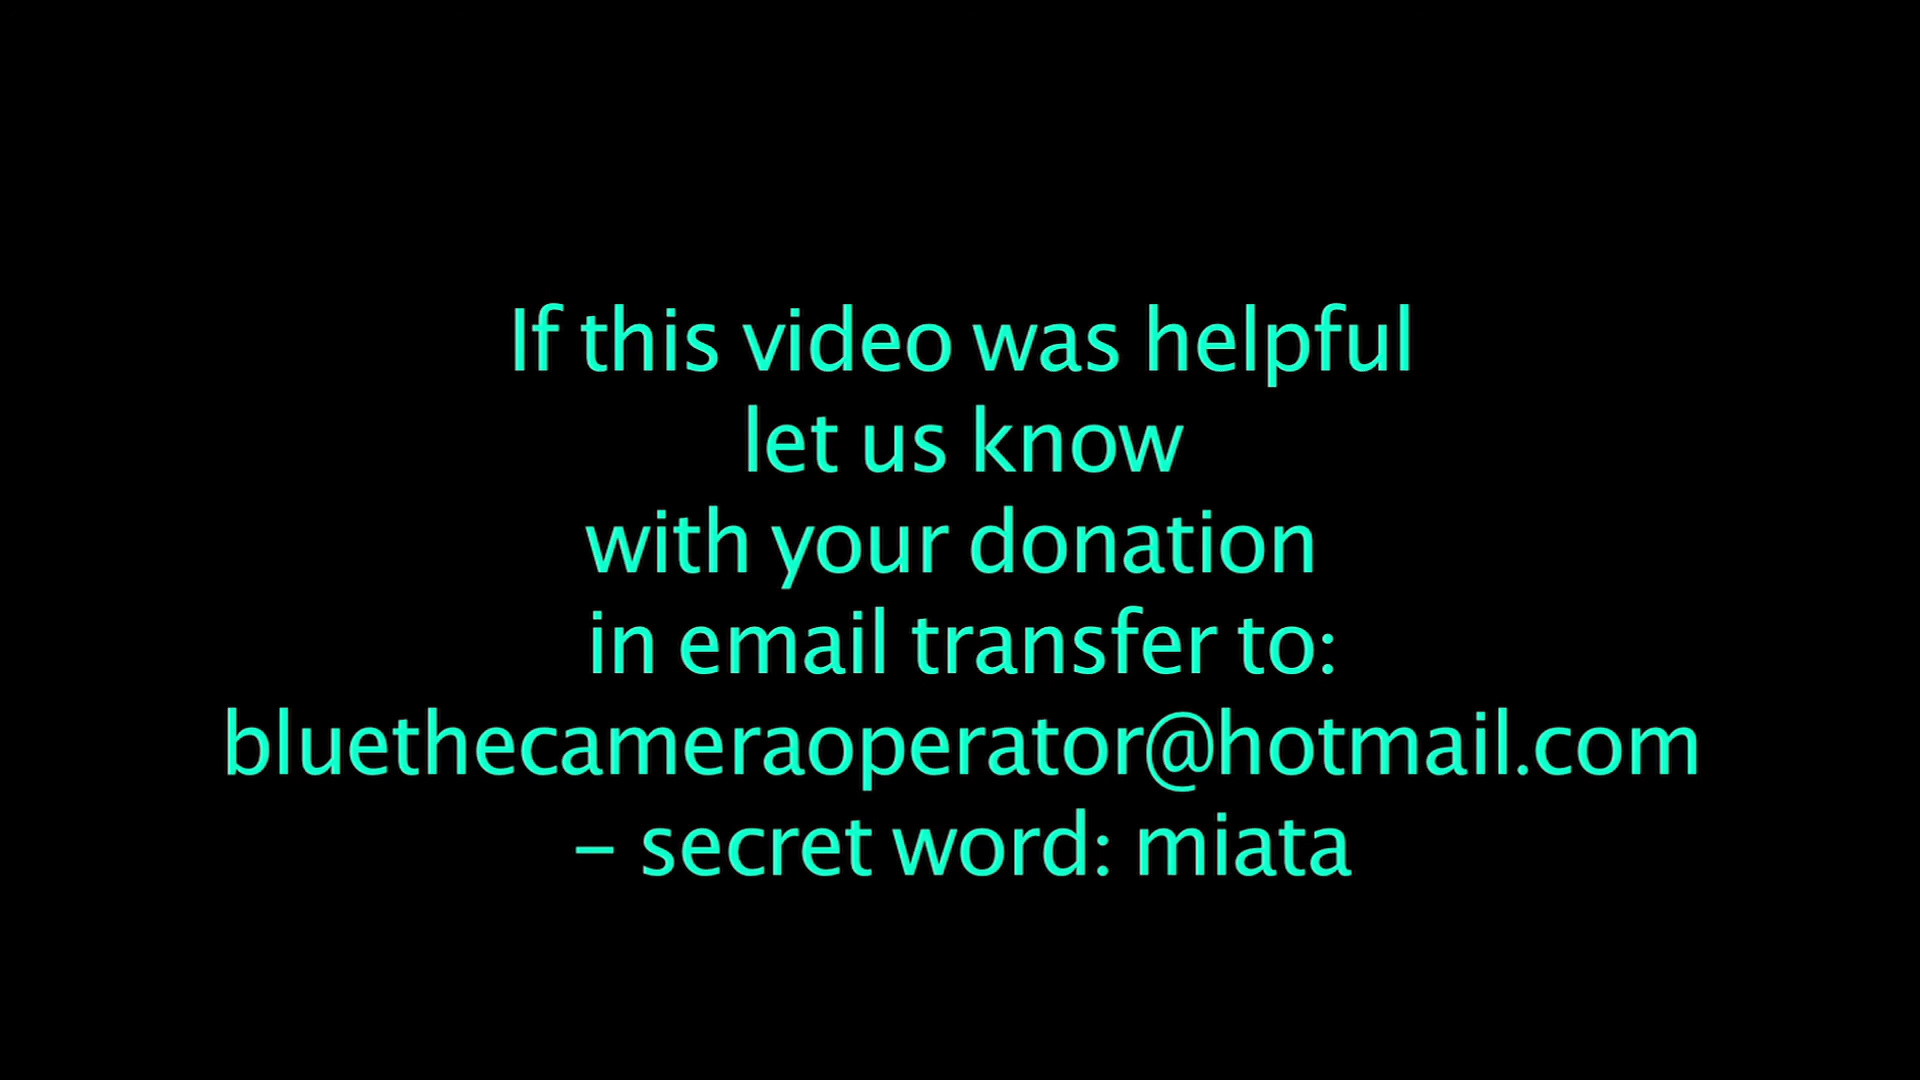 If this video was helpful
let us know
with your donation
in email transfer to:
bluethecameraoperator@hotmail.com
– secret word: miata